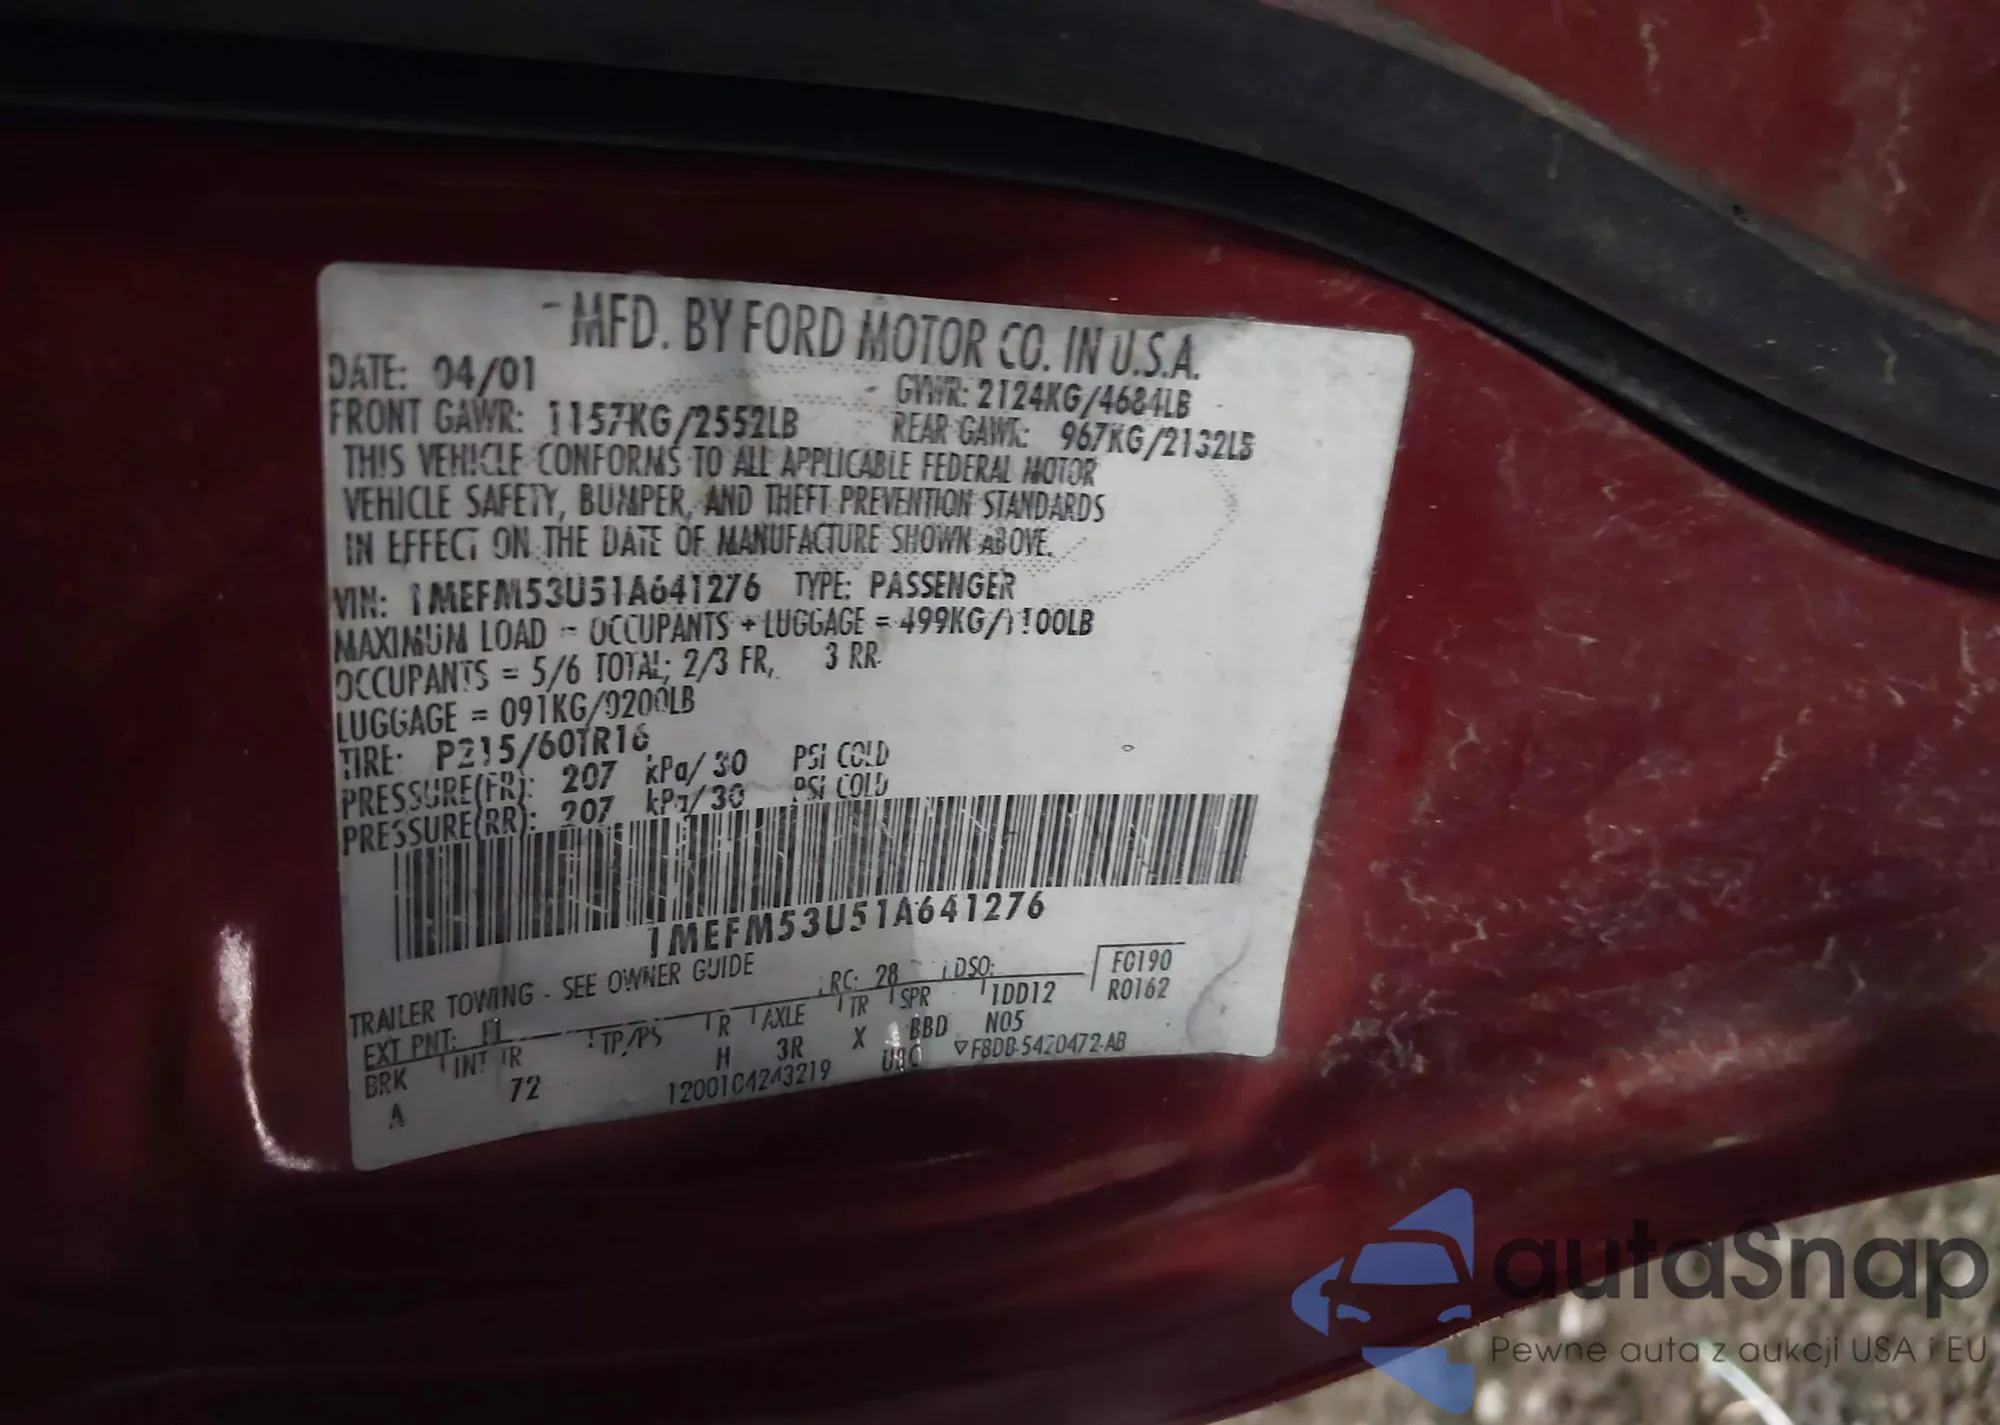 MFD. BY FORD MOTOR CO. IN U.S.A.
DATE: 04/01 GVWR: 2124KG/4684LB
FRONT GAWR: 1157KG/2552LB REAR GAWR: 967KG/2132LB
THIS VEHICLE CONFORMS TO ALL APPLICABLE FEDERAL MOTOR
VEHICLE SAFETY, BUMPER, AND THEFT PREVENTION STANDARDS
IN EFFECT ON THE DATE OF MANUFACTURE SHOWN ABOVE.
VIN: 1MEFM53U51A641276 TYPE: PASSENGER
MAXIMUM LOAD = OCCUPANTS + LUGGAGE = 499KG/1100LB
OCCUPANTS = 5/6 TOTAL; 2/3 FR, 3 RR
LUGGAGE = 091KG/0200LB
TIRE: P215/60TR16
PRESSURE(FR): 207 kPa/30 PSI COLD
PRESSURE(RR): 207 kPa/30 PSI COLD
1MEFM53U51A641276
TRAILER TOWING - SEE OWNER GUIDE
EXT PNT: RC: 28 DSO: F0190
BRK INT TR TP/PS R AXLE TR SPR 1DD12 R0162
A 72 H 3R X BBD N05
UBC F8DB-5420472-AB
autaSnap
Pewne auta z aukcji USA i EU